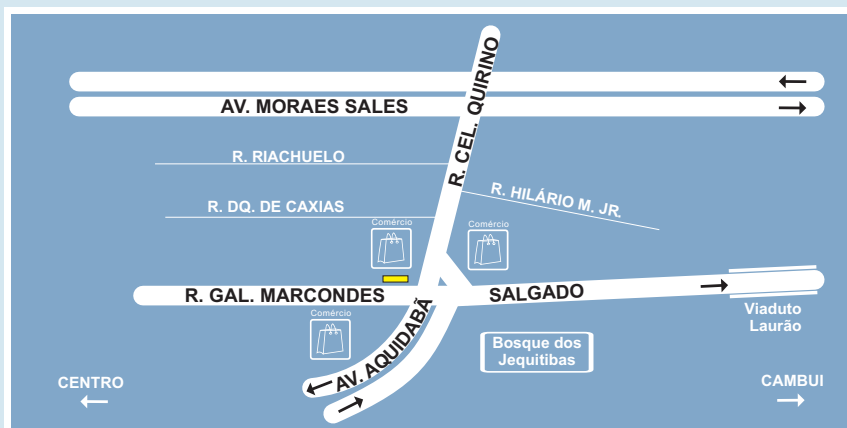 R. CEL. QUIRINO
AV. MORAES SALES
R. RIACHUELO
R. HILÁRIO M. JR.
R. DQ. DE CAXIAS
Comércio
Comércio
R. GAL. MARCONDES
SALGADO
Viaduto
Laurão
Comércio
AV. AQUIDABÃ
Bosque dos
Jequitibas
CENTRO
CAMBUI